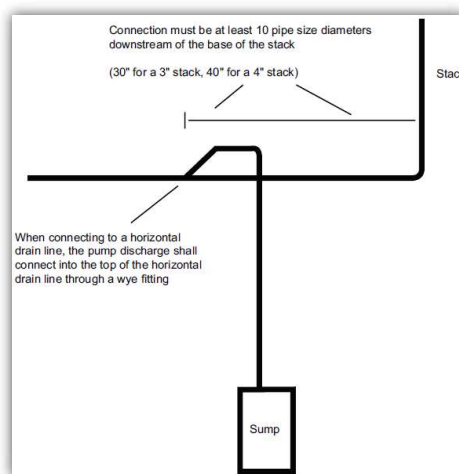 Connection must be at least 10 pipe size diameters
downstream of the base of the stack
(30" for a 3" stack, 40" for a 4" stack)
Stac
When connecting to a horizontal
drain line, the pump discharge shall
connect into the top of the horizontal
drain line through a wye fitting
Sump